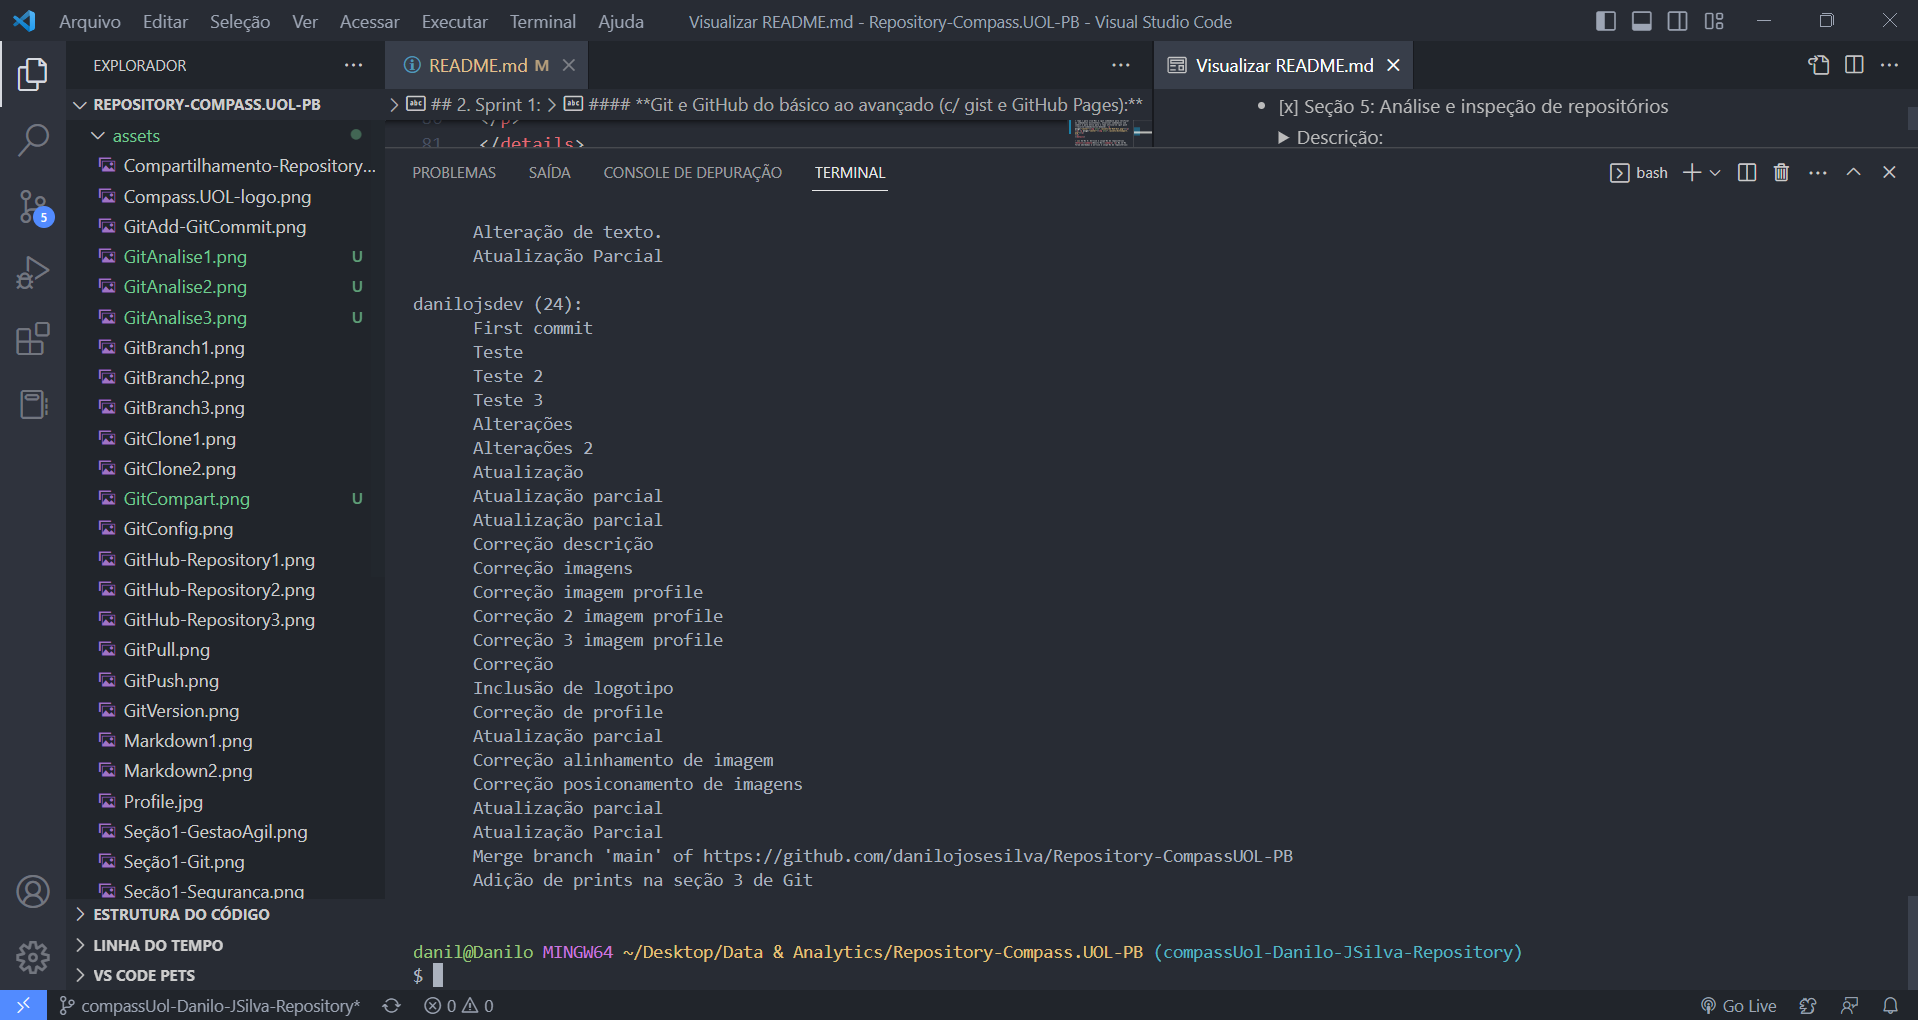 Arquivo Editar Seleção Ver Acessar Executar Terminal Ajuda
Visualizar README.md - Repository-Compass.UOL-PB - Visual Studio Code
EXPLORADOR
REPOSITORY-COMPASS.UOL-PB
assets
Compartilhamento-Repository...
Compass.UOL-logo.png
GitAdd-GitCommit.png
GitAnalise1.png U
GitAnalise2.png U
GitAnalise3.png U
GitBranch1.png
GitBranch2.png
GitBranch3.png
GitClone1.png
GitClone2.png
GitCompart.png U
GitConfig.png
GitHub-Repository1.png
GitHub-Repository2.png
GitHub-Repository3.png
GitPull.png
GitPush.png
GitVersion.png
Markdown1.png
Markdown2.png
Profile.jpg
Seção1-GestaoAgil.png
Seção1-Git.png
Seção1-Segurança.png
ESTRUTURA DO CÓDIGO
LINHA DO TEMPO
VS CODE PETS
5
README.md M
## 2. Sprint 1: > #### **Git e GitHub do básico ao avançado (c/ gist e GitHub Pages):**
80 </p>
81 </details>
Visualizar README.md
[x] Seção 5: Análise e inspeção de repositórios
Descrição:
PROBLEMAS SAÍDA CONSOLE DE DEPURAÇÃO TERMINAL
bash
Alteração de texto.
Atualização Parcial
danilojsdev (24):
First commit
Teste
Teste 2
Teste 3
Alterações
Alterações 2
Atualização
Atualização parcial
Atualização parcial
Correção descrição
Correção imagens
Correção imagem profile
Correção 2 imagem profile
Correção 3 imagem profile
Correção
Inclusão de logotipo
Correção de profile
Atualização parcial
Correção alinhamento de imagem
Correção posiconamento de imagens
Atualização parcial
Atualização Parcial
Merge branch 'main' of https://github.com/danilojosesilva/Repository-CompassUOL-PB
Adição de prints na seção 3 de Git
danil@Danilo MINGW64 ~/Desktop/Data & Analytics/Repository-Compass.UOL-PB (compassUol-Danilo-JSilva-Repository)
$
compassUol-Danilo-JSilva-Repository* 0 0
Go Live